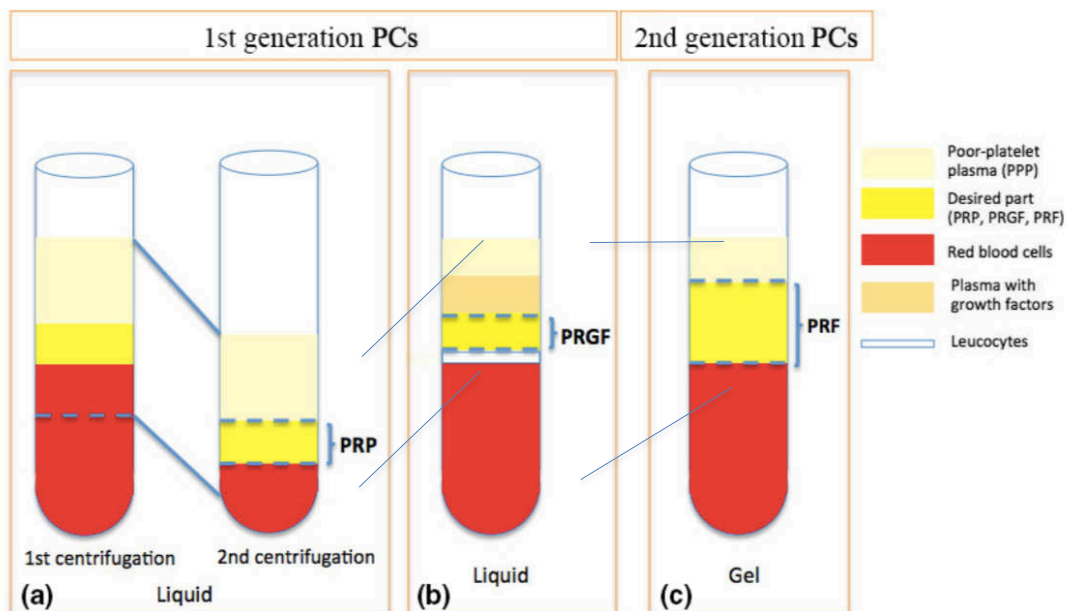 1st generation PCs
2nd generation PCs
PRP
1st centrifugation
2nd centrifugation
(a)
Liquid
PRGF
(b)
Liquid
PRF
(c)
Gel
Poor-platelet
plasma (PPP)
Desired part
(PRP, PRGF, PRF)
Red blood cells
Plasma with
growth factors
Leucocytes